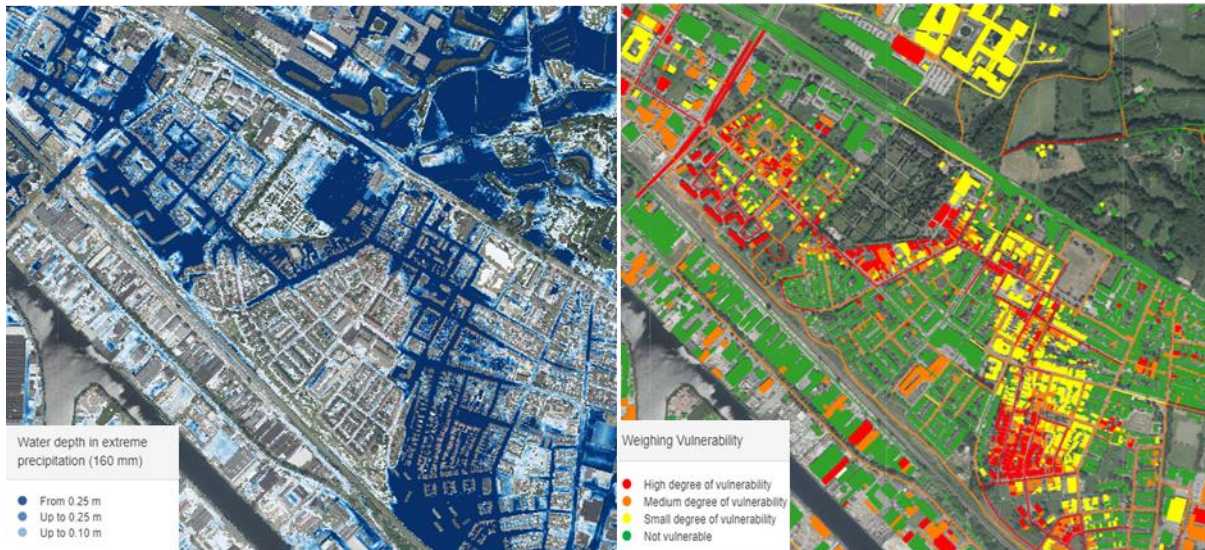 Water depth in extreme
precipitation (160 mm)
From 0.25 m
Up to 0.25 m
Up to 0.10 m
Weighing Vulnerability
High degree of vulnerability
Medium degree of vulnerability
Small degree of vulnerability
Not vulnerable